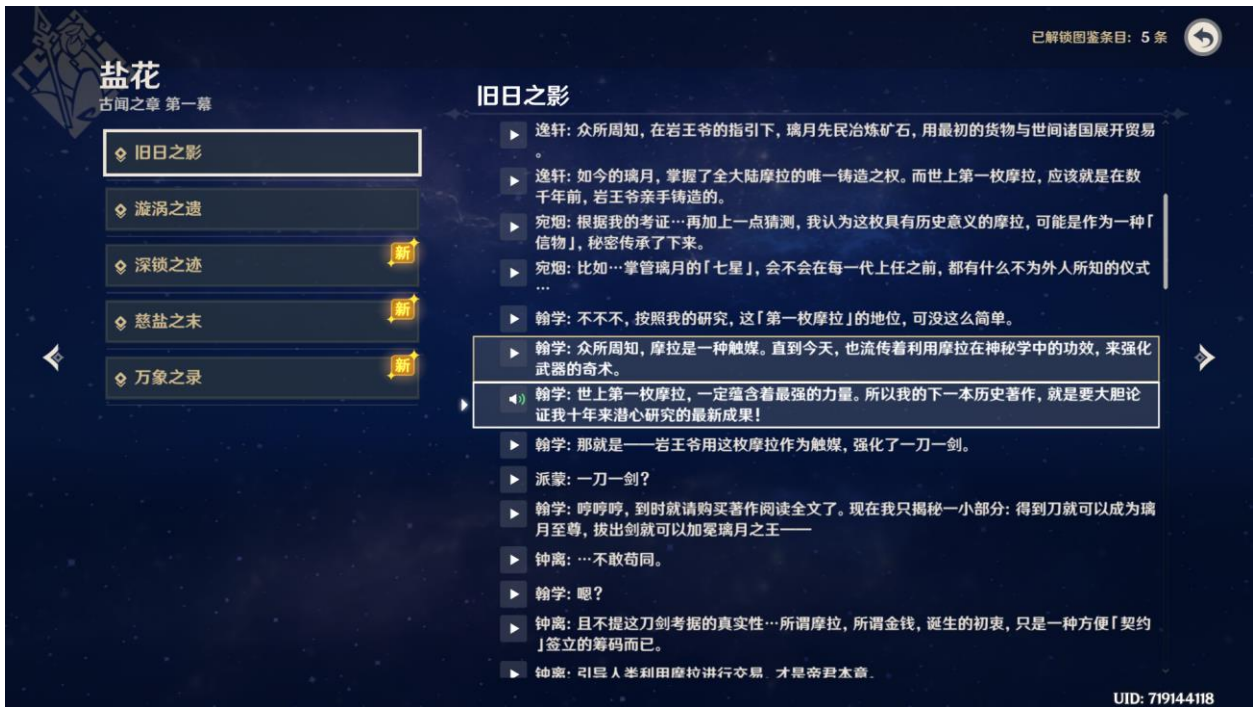 已解锁图鉴条目: 5 条
盐花
古闻之章 第一幕
旧日之影
漩涡之遗
深锁之迹
新
慈盐之末
新
万象之录
新
旧日之影
逸轩: 众所周知, 在岩王爷的指引下, 璃月先民冶炼矿石, 用最初的货物与世间诸国展开贸易
。
逸轩: 如今的璃月, 掌握了全大陆摩拉的唯一铸造之权。而世上第一枚摩拉, 应该就是在数
千年前, 岩王爷亲手铸造的。
宛烟: 根据我的考证…再加上一点猜测, 我认为这枚具有历史意义的摩拉, 可能是作为一种「
信物」, 秘密传承了下来。
宛烟: 比如…掌管璃月的「七星」, 会不会在每一代上任之前, 都有什么不为外人所知的仪式
…
翰学: 不不不, 按照我的研究, 这「第一枚摩拉」的地位, 可没这么简单。
翰学: 众所周知, 摩拉是一种触媒。直到今天, 也流传着利用摩拉在神秘学中的功效, 来强化
武器的奇术。
翰学: 世上第一枚摩拉, 一定蕴含着最强的力量。所以我的下一本历史著作, 就是要大胆论
证我十年来潜心研究的最新成果!
翰学: 那就是——岩王爷用这枚摩拉作为触媒, 强化了一刀一剑。
派蒙: 一刀一剑?
翰学: 哼哼哼, 到时就请购买著作阅读全文了。现在我只揭秘一小部分: 得到刀就可以成为璃
月至尊, 拔出剑就可以加冕璃月之王——
钟离: …不敢苟同。
翰学: 嗯?
钟离: 且不提这刀剑考据的真实性…所谓摩拉, 所谓金钱, 诞生的初衷, 只是一种方便「契约
」签立的筹码而已。
钟离: 引导人类利用摩拉进行交易, 才是帝君本意。
UID: 719144118